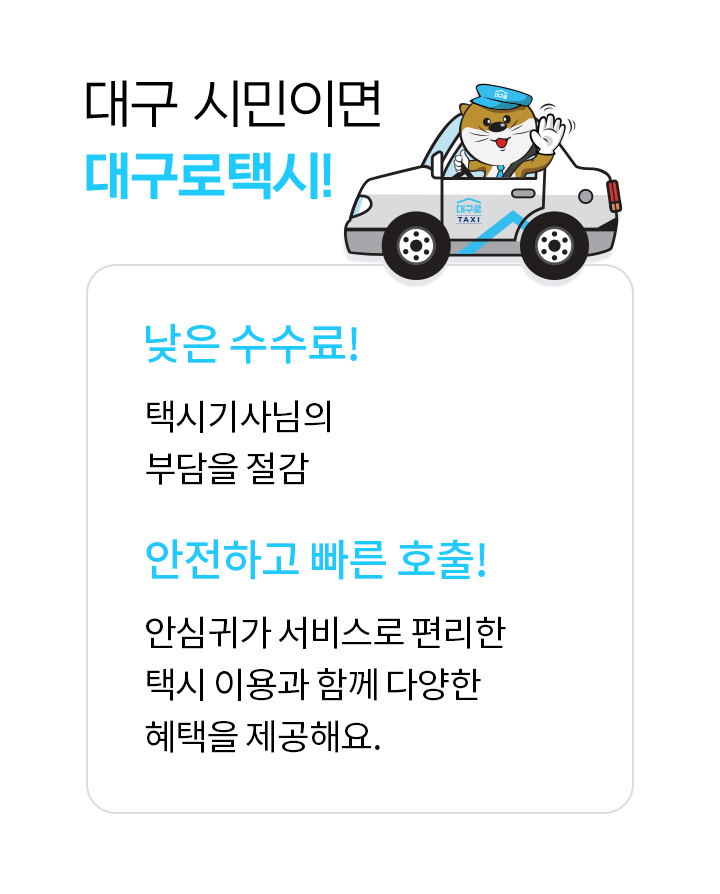 대구 시민이면
대구로택시!
대구로
대구로
TAXI
낮은 수수료!
택시기사님의
부담을 절감
안전하고 빠른 호출!
안심귀가 서비스로 편리한
택시 이용과 함께 다양한
혜택을 제공해요.